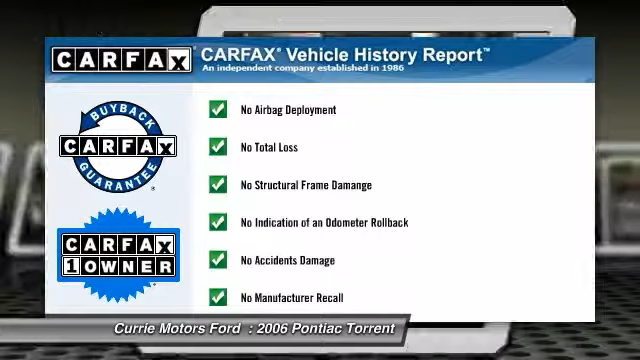 CARFAX
CARFAX® Vehicle History Report™
An independent company established in 1986
BUYBACK
CARFAX
GUARANTEE
®
CARFAX
1 OWNER
No Airbag Deployment
No Total Loss
No Structural Frame Damange
No Indication of an Odometer Rollback
No Accidents Damage
No Manufacturer Recall
Currie Motors Ford : 2006 Pontiac Torrent